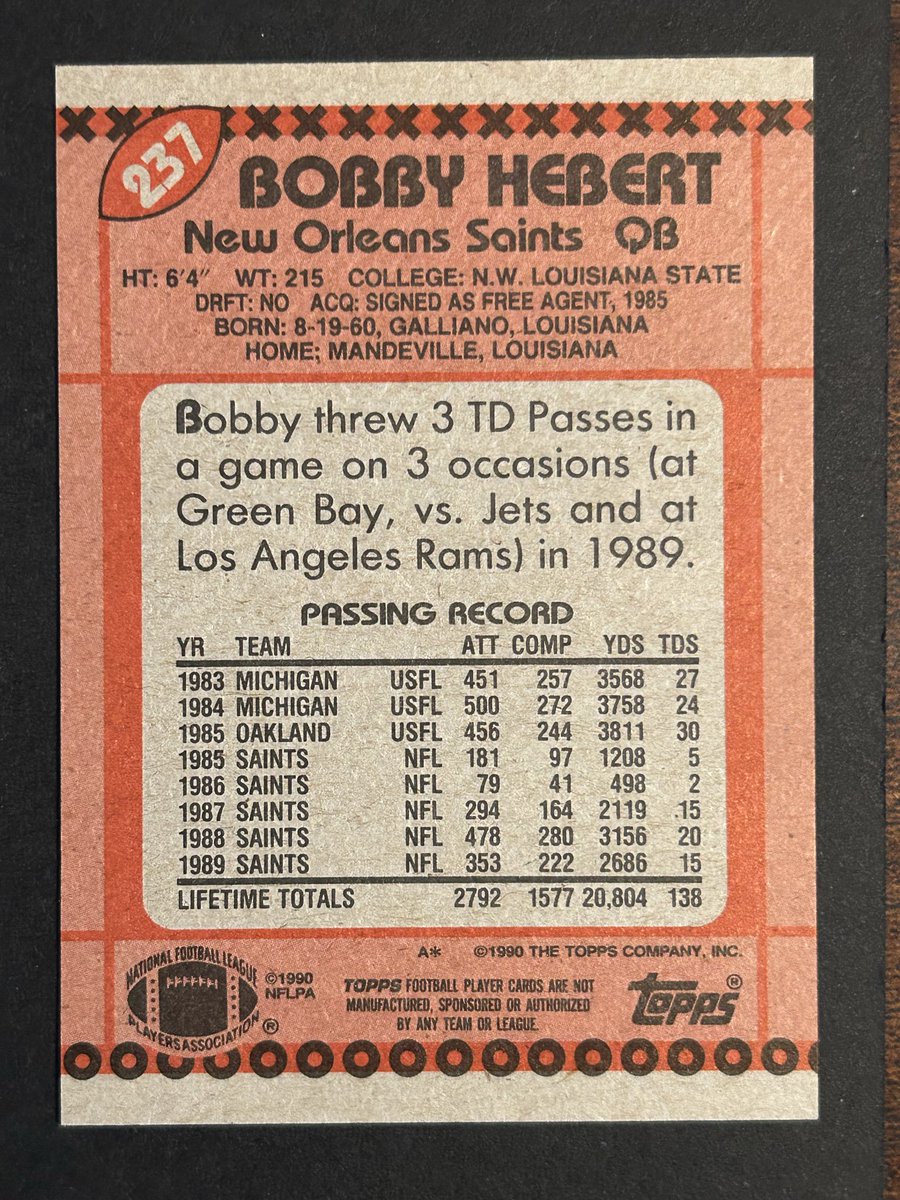 237
BOBBY HEBERT
New Orleans Saints QB
HT: 6'4" WT: 215 COLLEGE: N.W. LOUISIANA STATE
DRFT: NO ACQ: SIGNED AS FREE AGENT, 1985
BORN: 8-19-60, GALLIANO, LOUISIANA
HOME; MANDEVILLE, LOUISIANA
Bobby threw 3 TD Passes in
a game on 3 occasions (at
Green Bay, vs. Jets and at
Los Angeles Rams) in 1989.
PASSING RECORD
YR TEAM ATT COMP YDS TDS
1983 MICHIGAN USFL 451 257 3568 27
1984 MICHIGAN USFL 500 272 3758 24
1985 OAKLAND USFL 456 244 3811 30
1985 SAINTS NFL 181 97 1208 5
1986 SAINTS NFL 79 41 498 2
1987 SAINTS NFL 294 164 2119 15
1988 SAINTS NFL 478 280 3156 20
1989 SAINTS NFL 353 222 2686 15
LIFETIME TOTALS 2792 1577 20,804 138
A* ©1990 THE TOPPS COMPANY, INC.
NATIONAL FOOTBALL LEAGUE
PLAYERS ASSOCIATION ®
©1990
NFLPA
TOPPS FOOTBALL PLAYER CARDS ARE NOT
MANUFACTURED, SPONSORED OR AUTHORIZED
BY ANY TEAM OR LEAGUE.
topps®